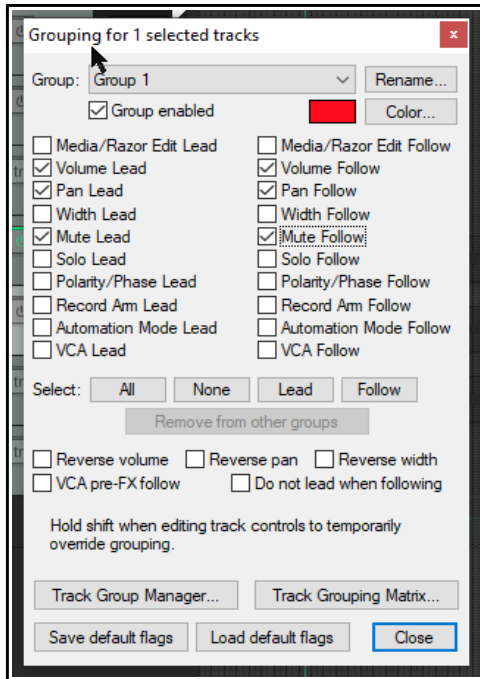 Grouping for 1 selected tracks x
Group: Group 1 Rename...
Group enabled Color...
Media/Razor Edit Lead Media/Razor Edit Follow
Volume Lead Volume Follow
Pan Lead Pan Follow
Width Lead Width Follow
Mute Lead Mute Follow
Solo Lead Solo Follow
Polarity/Phase Lead Polarity/Phase Follow
Record Arm Lead Record Arm Follow
Automation Mode Lead Automation Mode Follow
VCA Lead VCA Follow
Select: All None Lead Follow
Remove from other groups
Reverse volume Reverse pan Reverse width
VCA pre-FX follow Do not lead when following
Hold shift when editing track controls to temporarily
override grouping.
Track Group Manager... Track Grouping Matrix...
Save default flags Load default flags Close